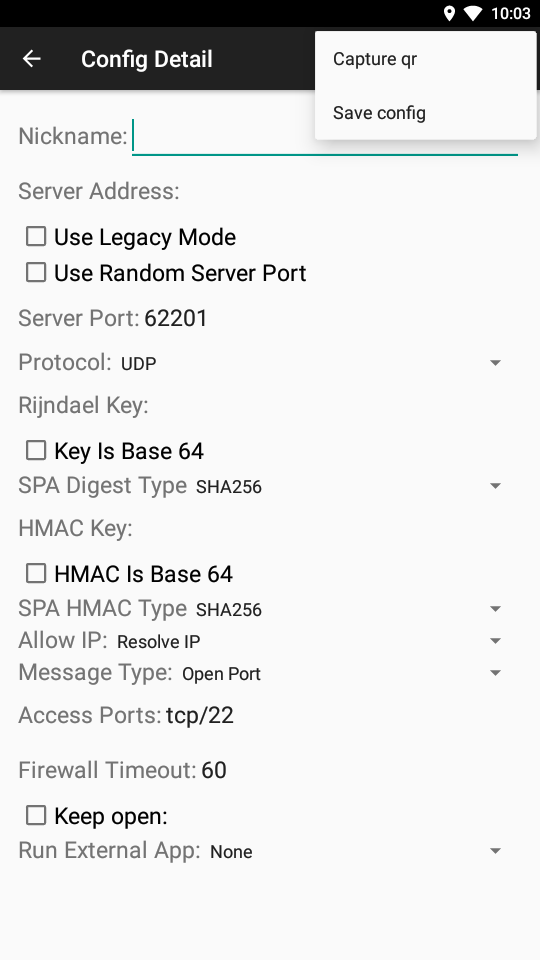 10:03
Config Detail
Capture qr
Save config
Nickname:
Server Address:
Use Legacy Mode
Use Random Server Port
Server Port: 62201
Protocol: UDP
Rijndael Key:
Key Is Base 64
SPA Digest Type SHA256
HMAC Key:
HMAC Is Base 64
SPA HMAC Type SHA256
Allow IP: Resolve IP
Message Type: Open Port
Access Ports: tcp/22
Firewall Timeout: 60
Keep open:
Run External App: None